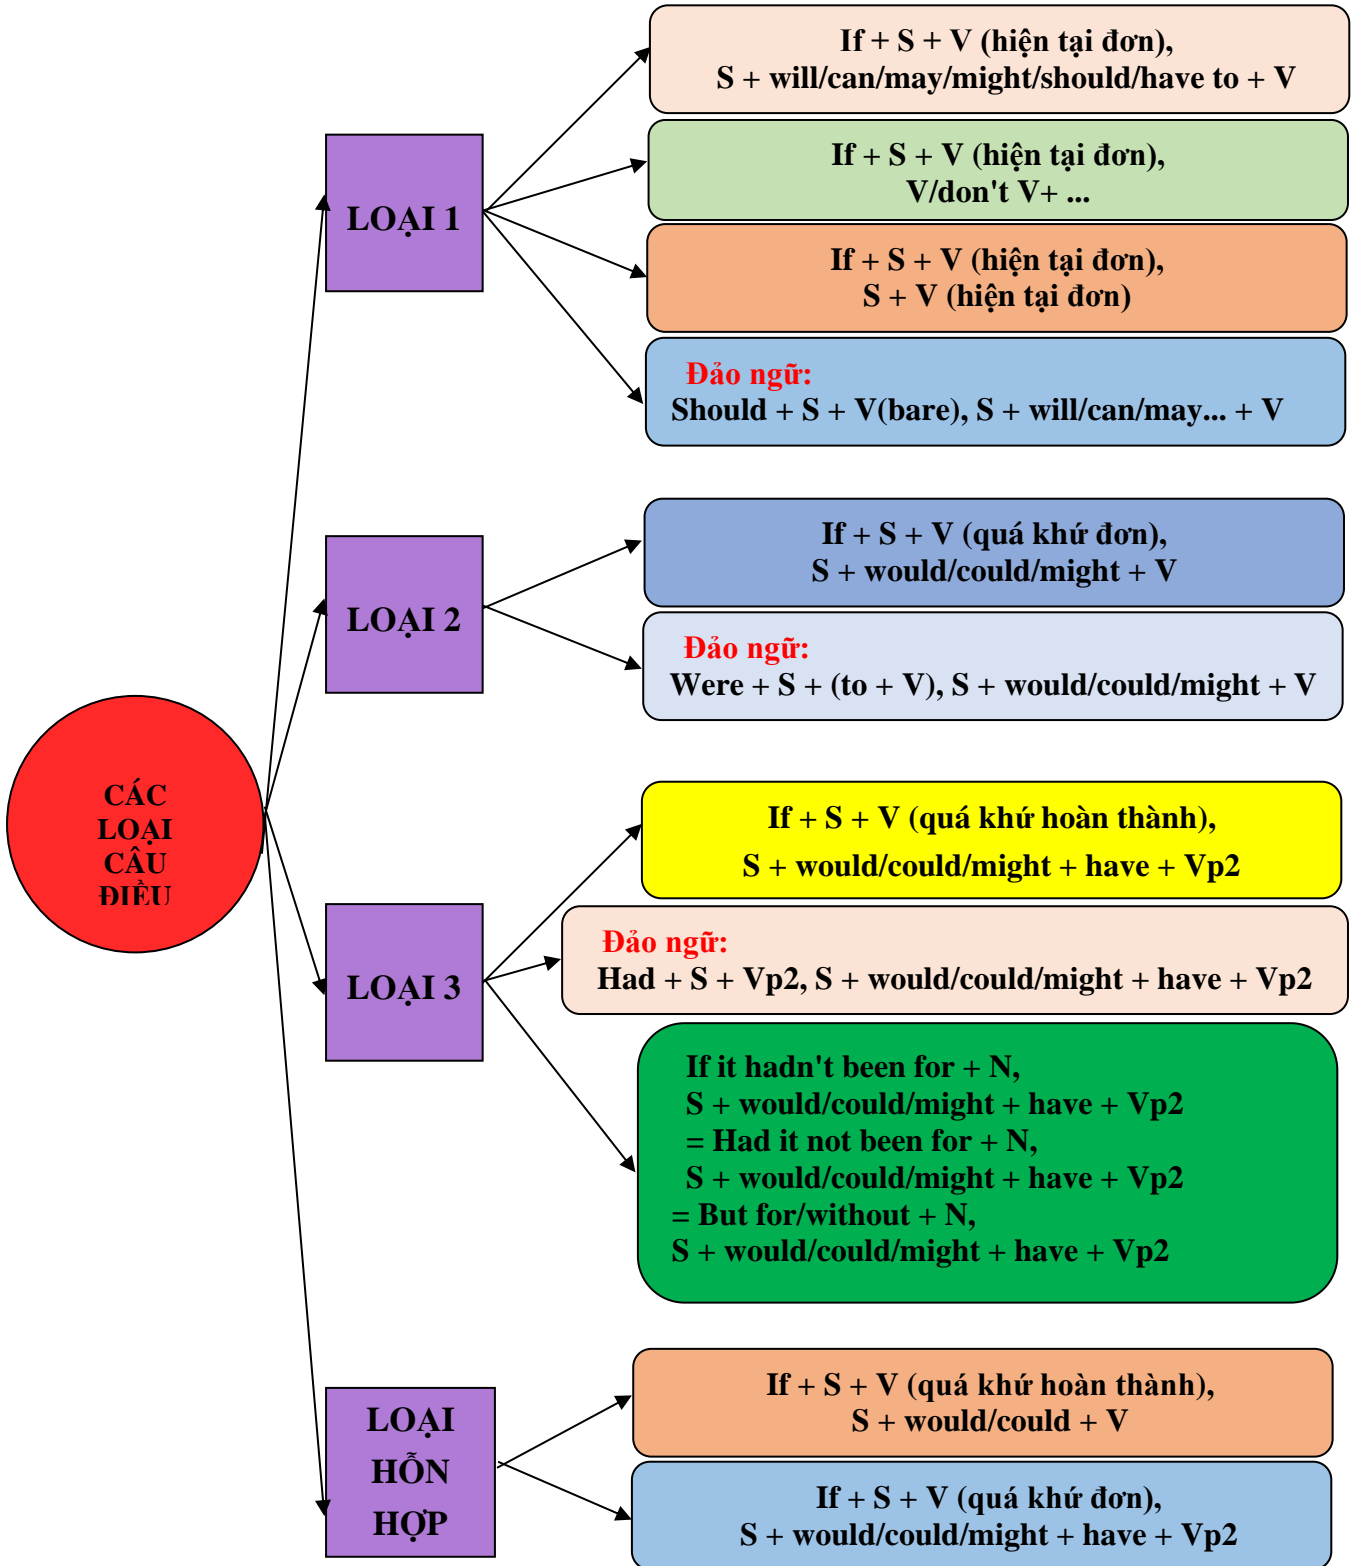 CÁC
LOẠI
CÂU
ĐIỀU
LOẠI 1
If + S + V (hiện tại đơn),
S + will/can/may/might/should/have to + V
If + S + V (hiện tại đơn),
V/don't V+ ...
If + S + V (hiện tại đơn),
S + V (hiện tại đơn)
Đảo ngữ:
Should + S + V(bare), S + will/can/may... + V
LOẠI 2
If + S + V (quá khứ đơn),
S + would/could/might + V
Đảo ngữ:
Were + S + (to + V), S + would/could/might + V
LOẠI 3
If + S + V (quá khứ hoàn thành),
S + would/could/might + have + Vp2
Đảo ngữ:
Had + S + Vp2, S + would/could/might + have + Vp2
If it hadn't been for + N,
S + would/could/might + have + Vp2
= Had it not been for + N,
S + would/could/might + have + Vp2
= But for/without + N,
S + would/could/might + have + Vp2
LOẠI
HỖN
HỢP
If + S + V (quá khứ hoàn thành),
S + would/could + V
If + S + V (quá khứ đơn),
S + would/could/might + have + Vp2